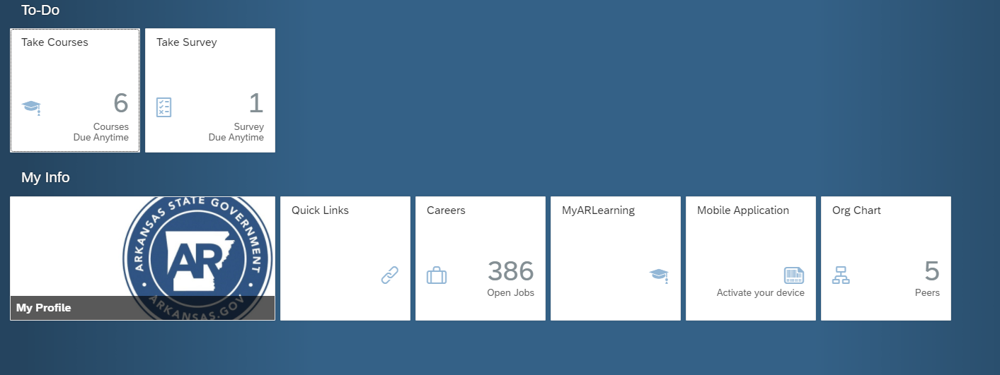 To-Do
Take Courses
6
Courses
Due Anytime
Take Survey
1
Survey
Due Anytime
My Info
ARKANSAS STATE GOVERNMENT
AR
ARKANSAS.GOV
My Profile
Quick Links
Careers
386
Open Jobs
MyARLearning
Mobile Application
Activate your device
Org Chart
5
Peers